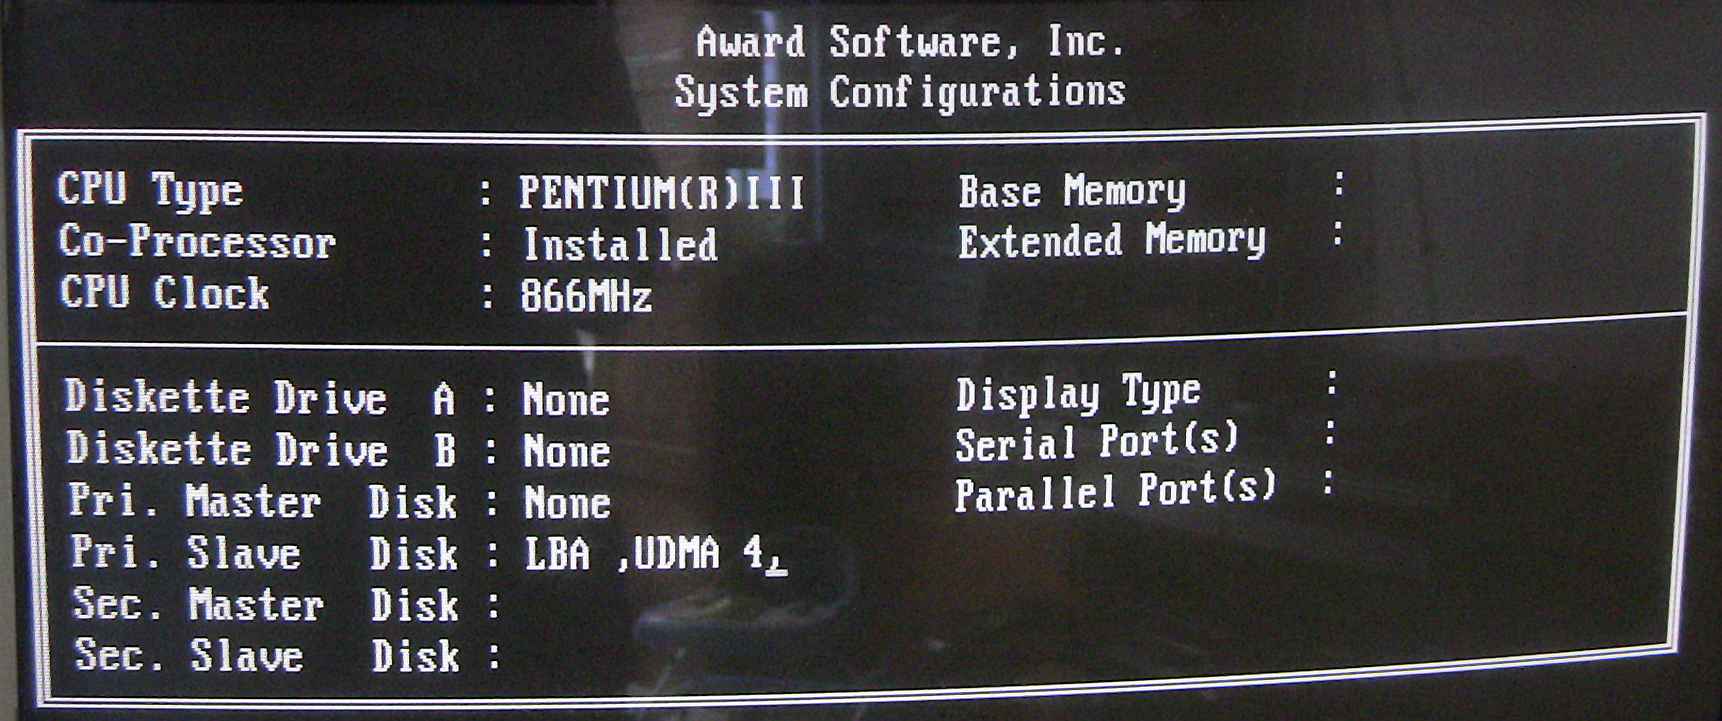 Award Software, Inc.
System Configurations
CPU Type : PENTIUM(R)III Base Memory :
Co-Processor : Installed Extended Memory :
CPU Clock : 866MHz
Diskette Drive A : None Display Type :
Diskette Drive B : None Serial Port(s) :
Pri. Master Disk : None Parallel Port(s) :
Pri. Slave Disk : LBA ,UDMA 4,_
Sec. Master Disk :
Sec. Slave Disk :